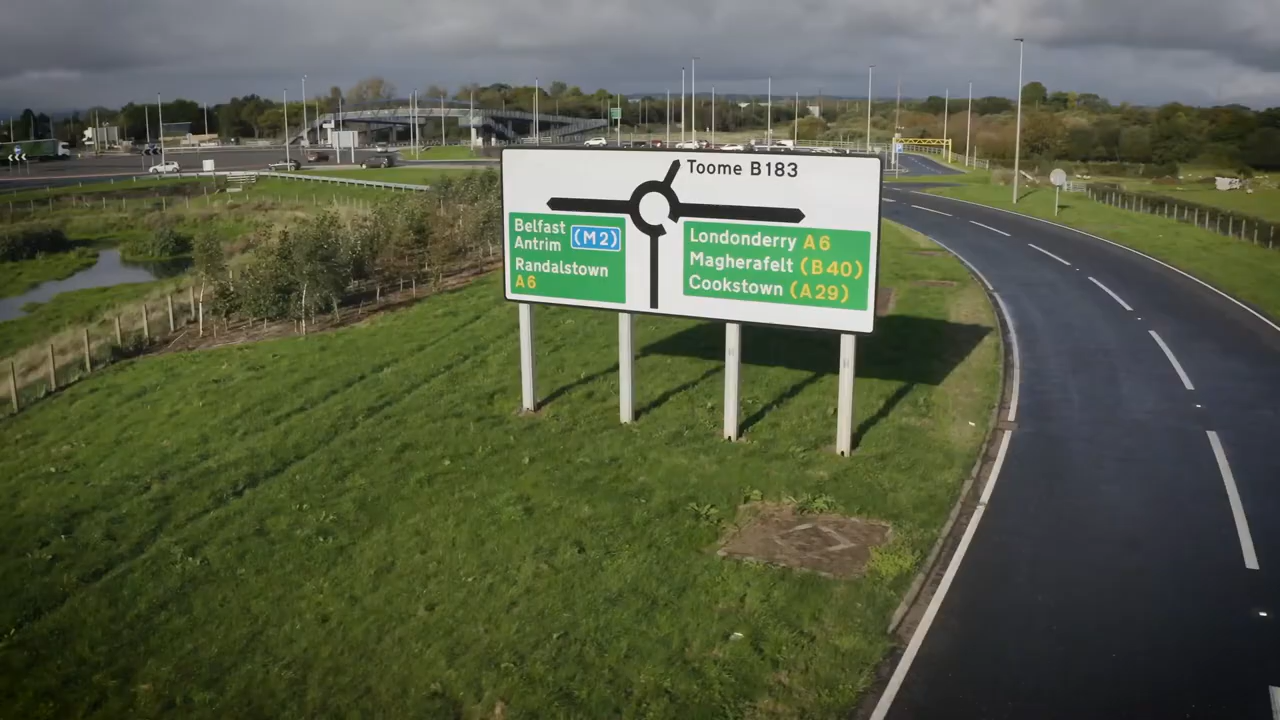 Toome B183
Belfast
Antrim (M2)
Randalstown
A6
Londonderry A6
Magherafelt (B40)
Cookstown (A29)